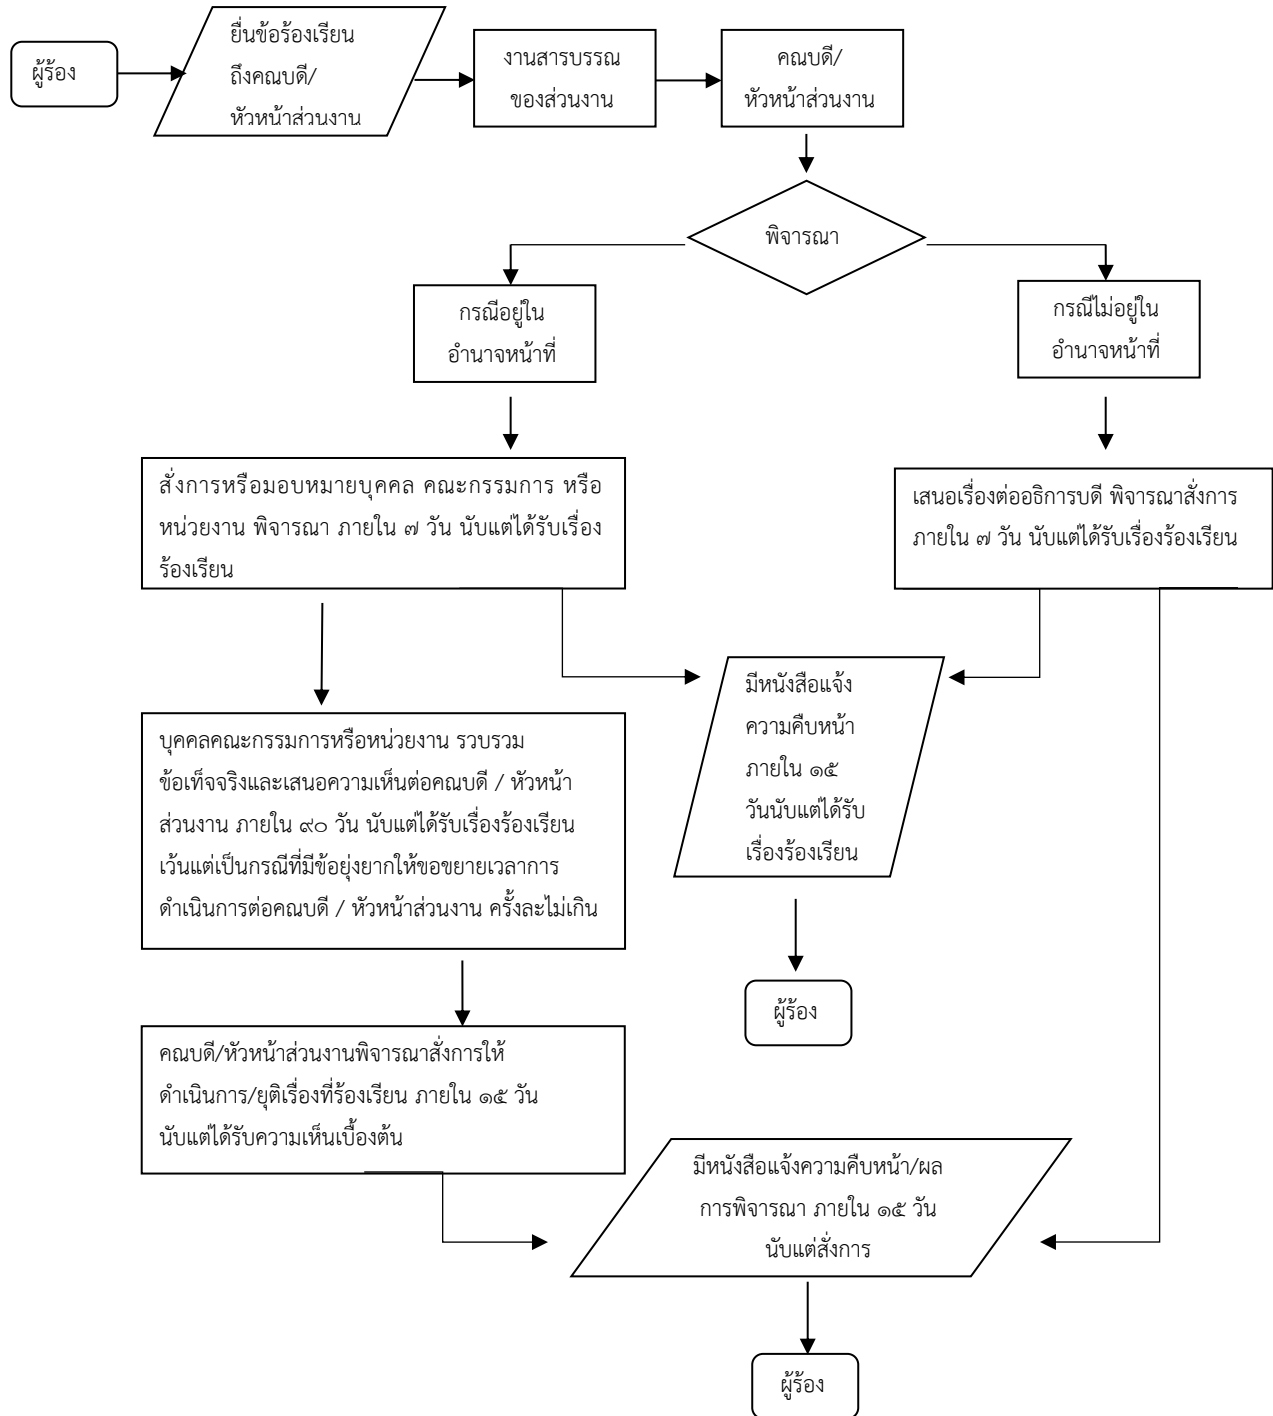 ผู้ร้อง
ยื่นข้อร้องเรียน
ถึงคณบดี/
หัวหน้าส่วนงาน
งานสารบรรณ
ของส่วนงาน
คณบดี/
หัวหน้าส่วนงาน
พิจารณา
กรณีอยู่ใน
อำนาจหน้าที่
กรณีไม่อยู่ใน
อำนาจหน้าที่
สั่งการหรือมอบหมายบุคคล คณะกรรมการ หรือ
หน่วยงาน พิจารณา ภายใน ๗ วัน นับแต่ได้รับเรื่อง
ร้องเรียน
เสนอเรื่องต่ออธิการบดี พิจารณาสั่งการ
ภายใน ๗ วัน นับแต่ได้รับเรื่องร้องเรียน
มีหนังสือแจ้ง
ความคืบหน้า
ภายใน ๑๕
วันนับแต่ได้รับ
เรื่องร้องเรียน
บุคคลคณะกรรมการหรือหน่วยงาน รวบรวม
ข้อเท็จจริงและเสนอความเห็นต่อคณบดี / หัวหน้า
ส่วนงาน ภายใน ๙๐ วัน นับแต่ได้รับเรื่องร้องเรียน
เว้นแต่เป็นกรณีที่มีข้อยุ่งยากให้ขอขยายเวลาการ
ดำเนินการต่อคณบดี / หัวหน้าส่วนงาน ครั้งละไม่เกิน
ผู้ร้อง
คณบดี/หัวหน้าส่วนงานพิจารณาสั่งการให้
ดำเนินการ/ยุติเรื่องที่ร้องเรียน ภายใน ๑๕ วัน
นับแต่ได้รับความเห็นเบื้องต้น
มีหนังสือแจ้งความคืบหน้า/ผล
การพิจารณา ภายใน ๑๕ วัน
นับแต่สั่งการ
ผู้ร้อง